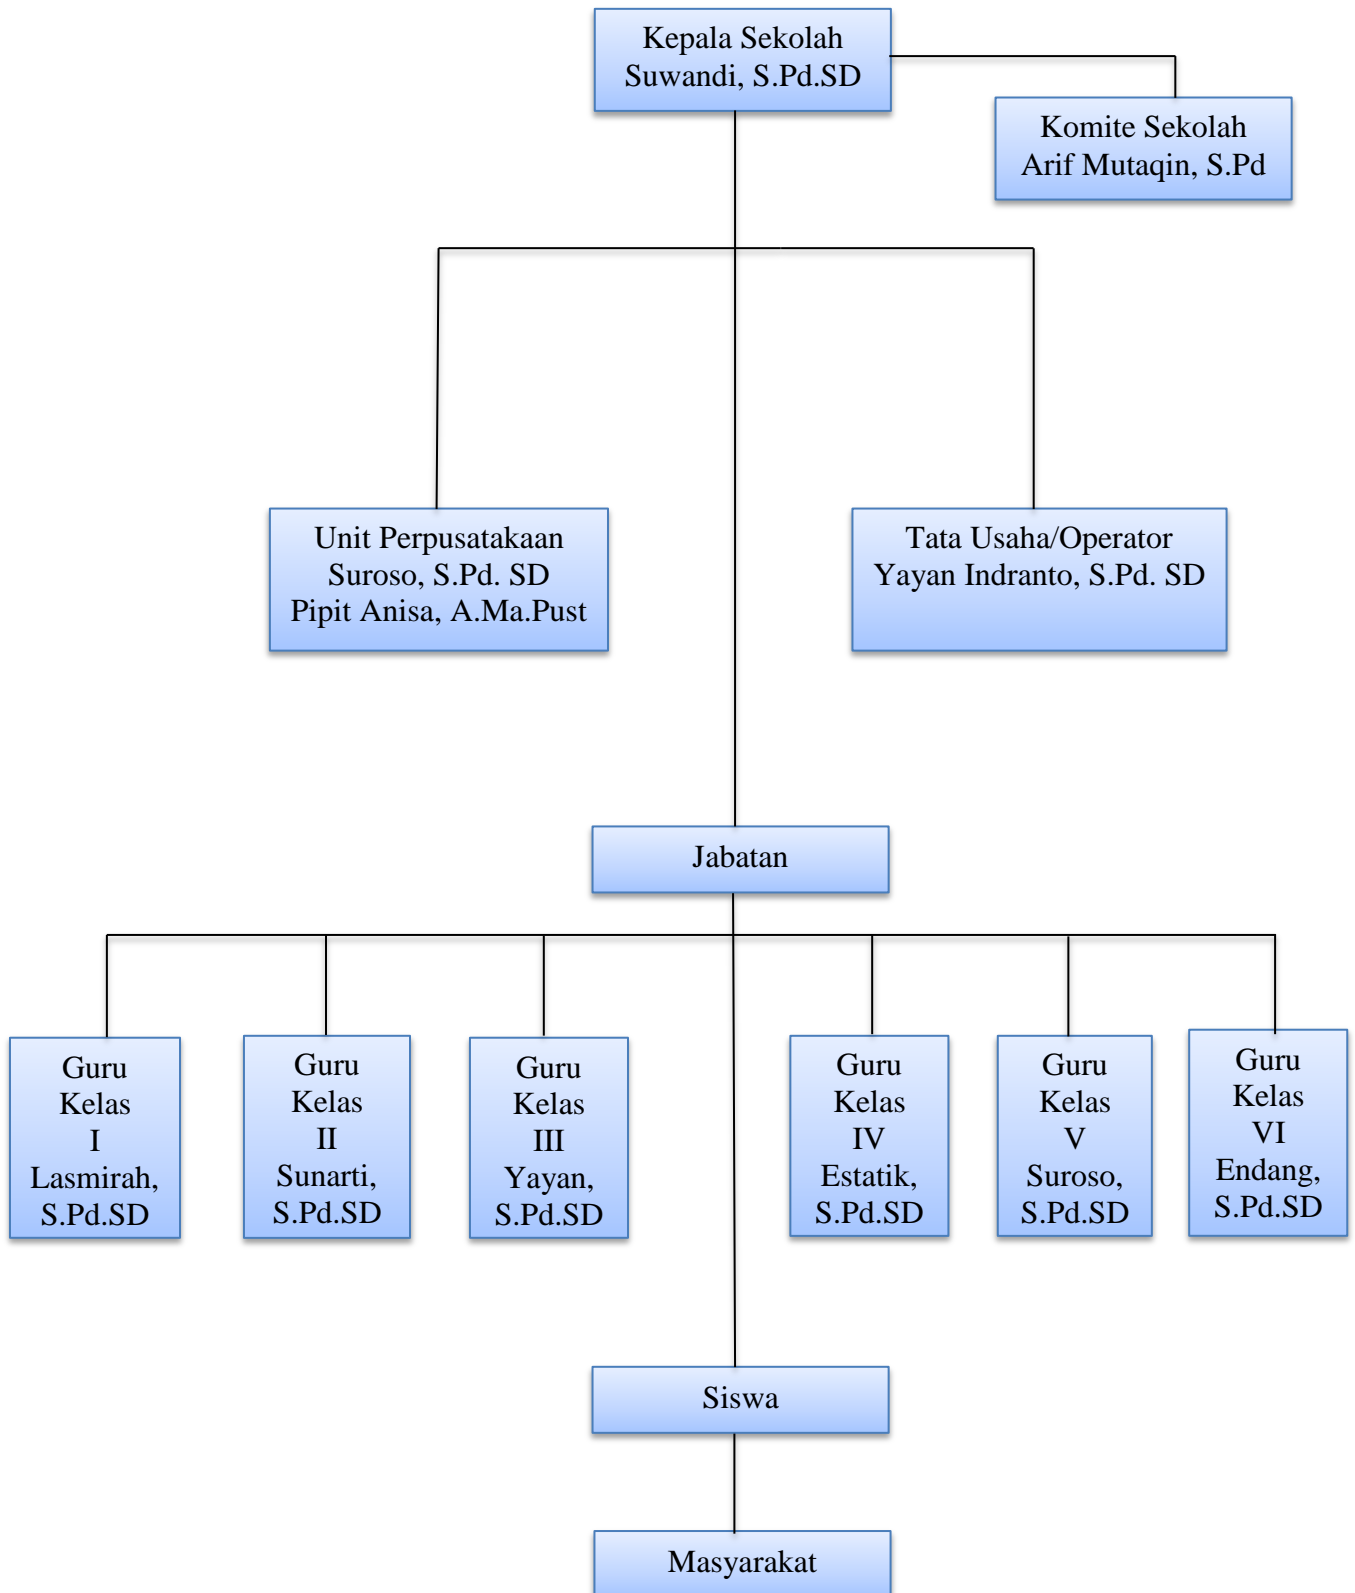 Kepala Sekolah
Suwandi, S.Pd.SD
Komite Sekolah
Arif Mutaqin, S.Pd
Unit Perpusatakaan
Suroso, S.Pd. SD
Pipit Anisa, A.Ma.Pust
Tata Usaha/Operator
Yayan Indranto, S.Pd. SD
Jabatan
Guru
Kelas
I
Lasmirah,
S.Pd.SD
Guru
Kelas
II
Sunarti,
S.Pd.SD
Guru
Kelas
III
Yayan,
S.Pd.SD
Guru
Kelas
IV
Estatik,
S.Pd.SD
Guru
Kelas
V
Suroso,
S.Pd.SD
Guru
Kelas
VI
Endang,
S.Pd.SD
Siswa
Masyarakat